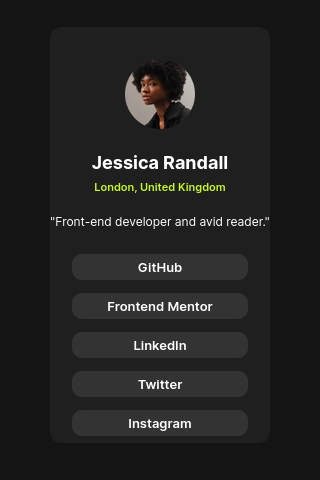 Jessica Randall
London, United Kingdom
"Front-end developer and avid reader."
GitHub
Frontend Mentor
LinkedIn
Twitter
Instagram